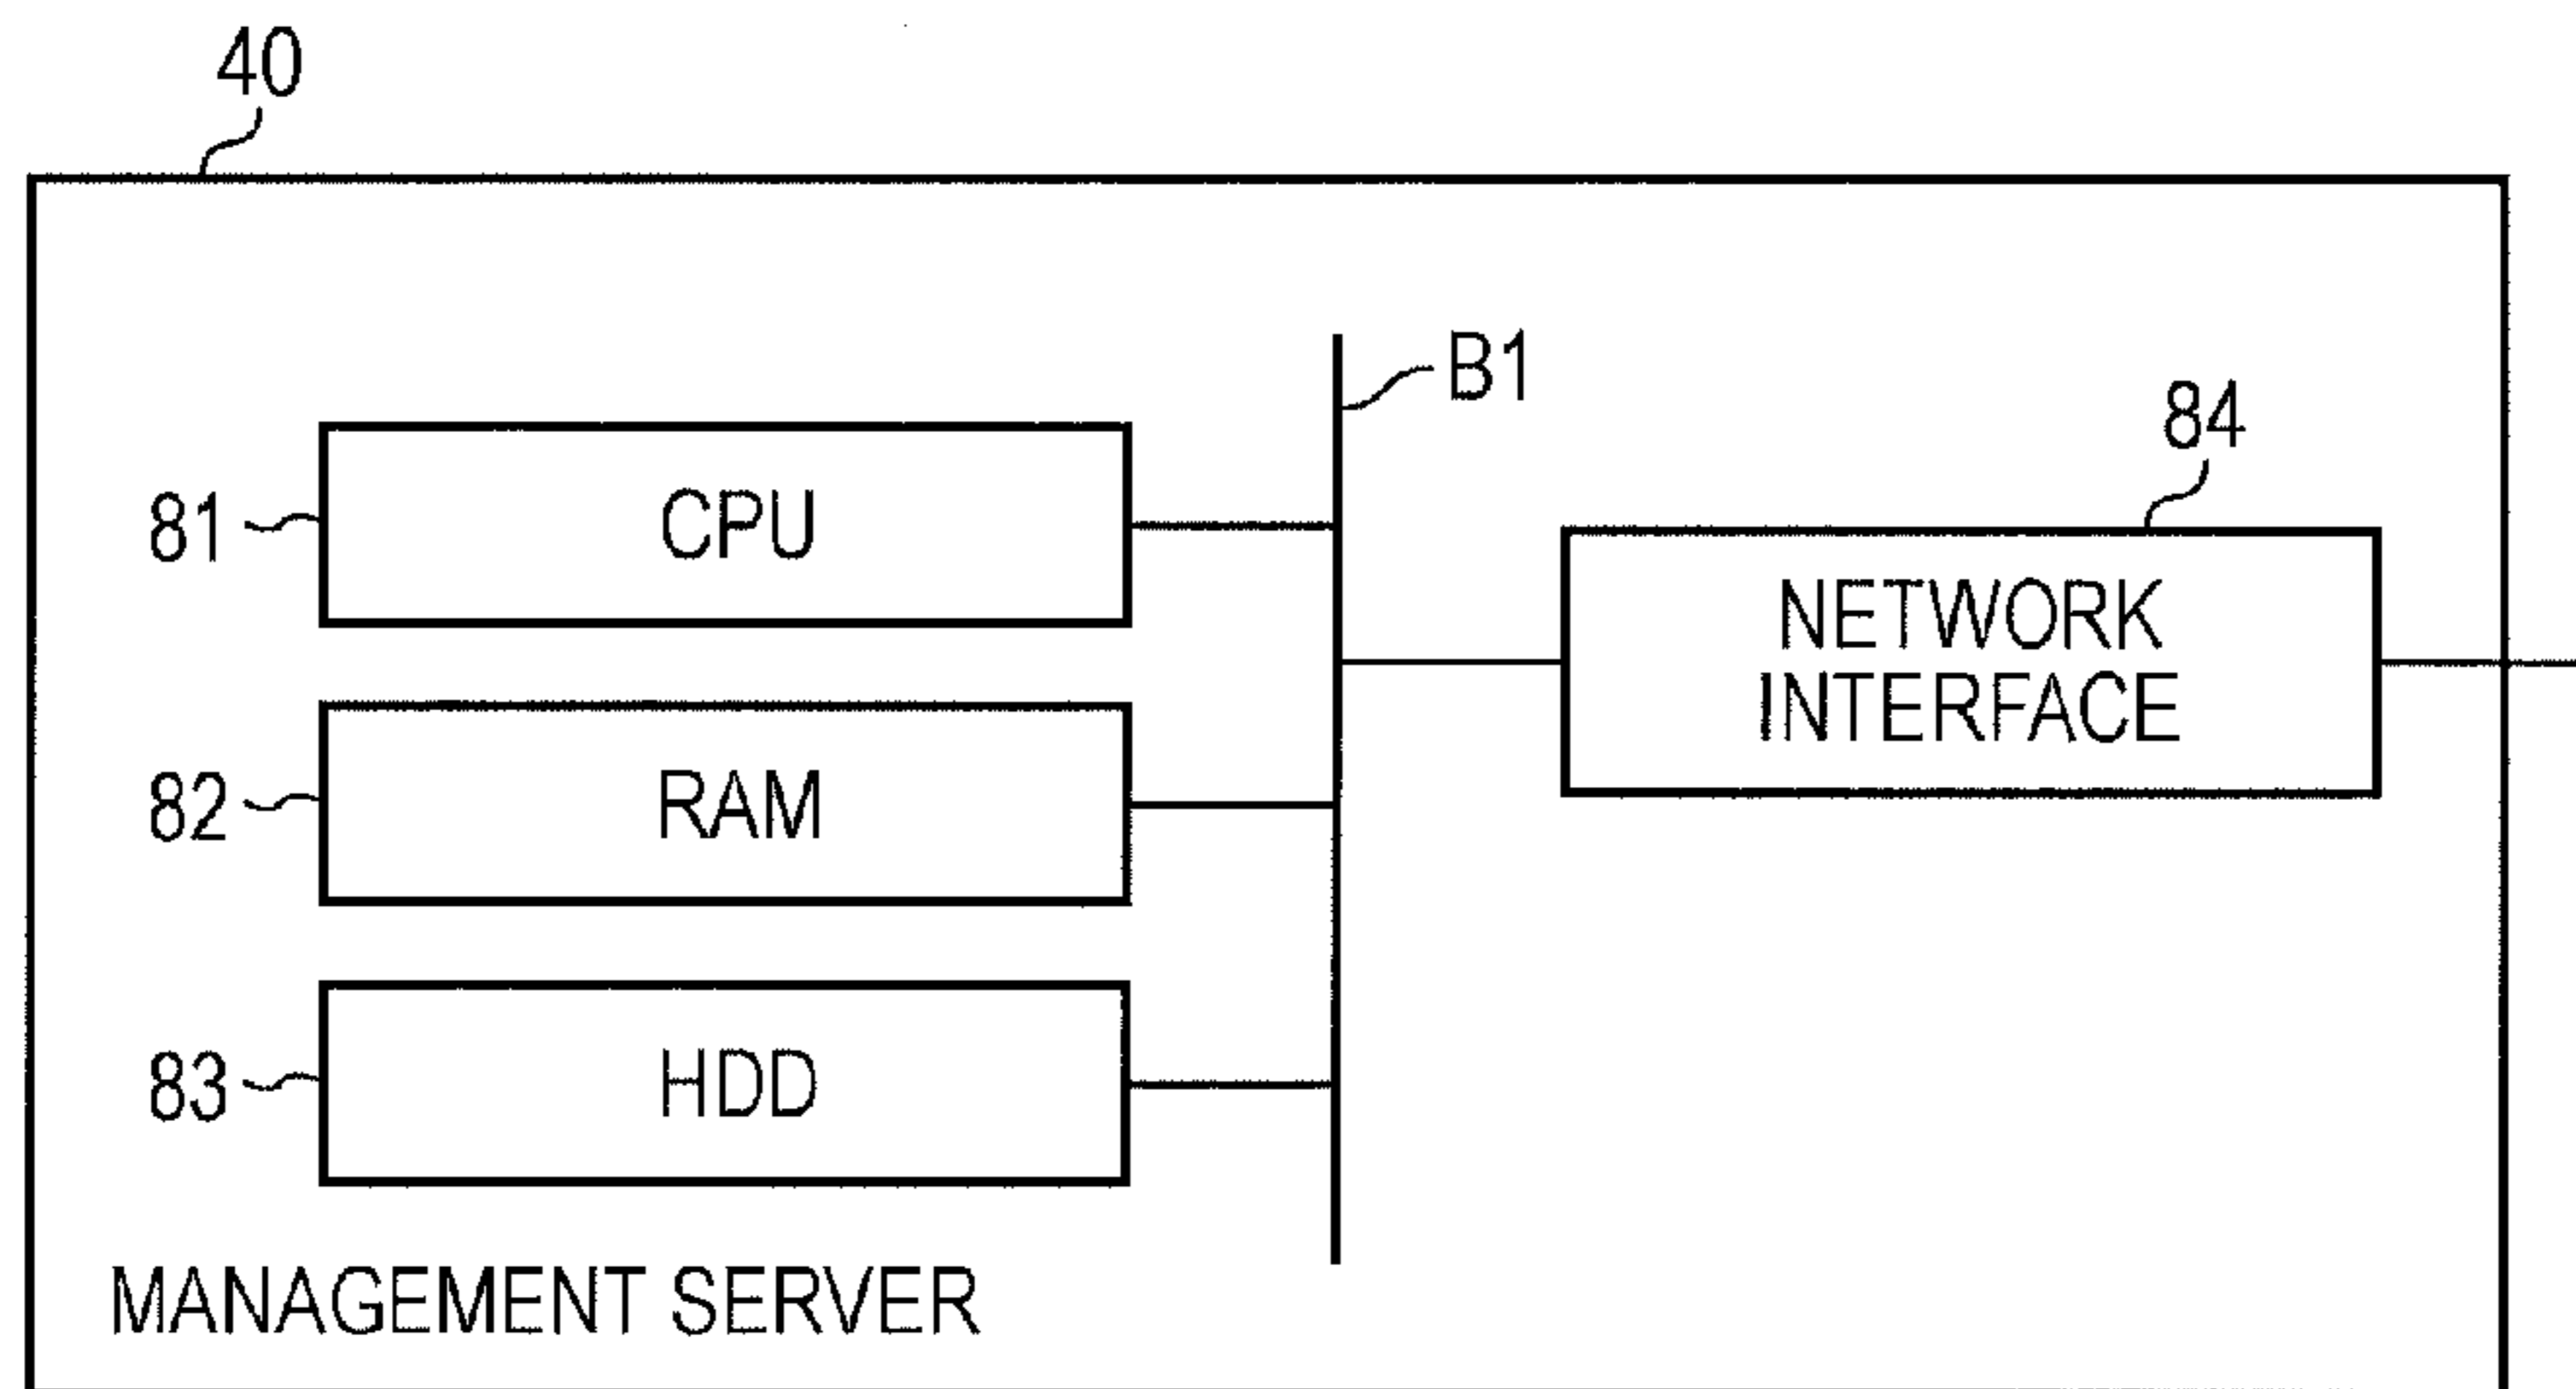 40
B1
84
81
CPU
NETWORK
INTERFACE
82
RAM
83
HDD
MANAGEMENT SERVER